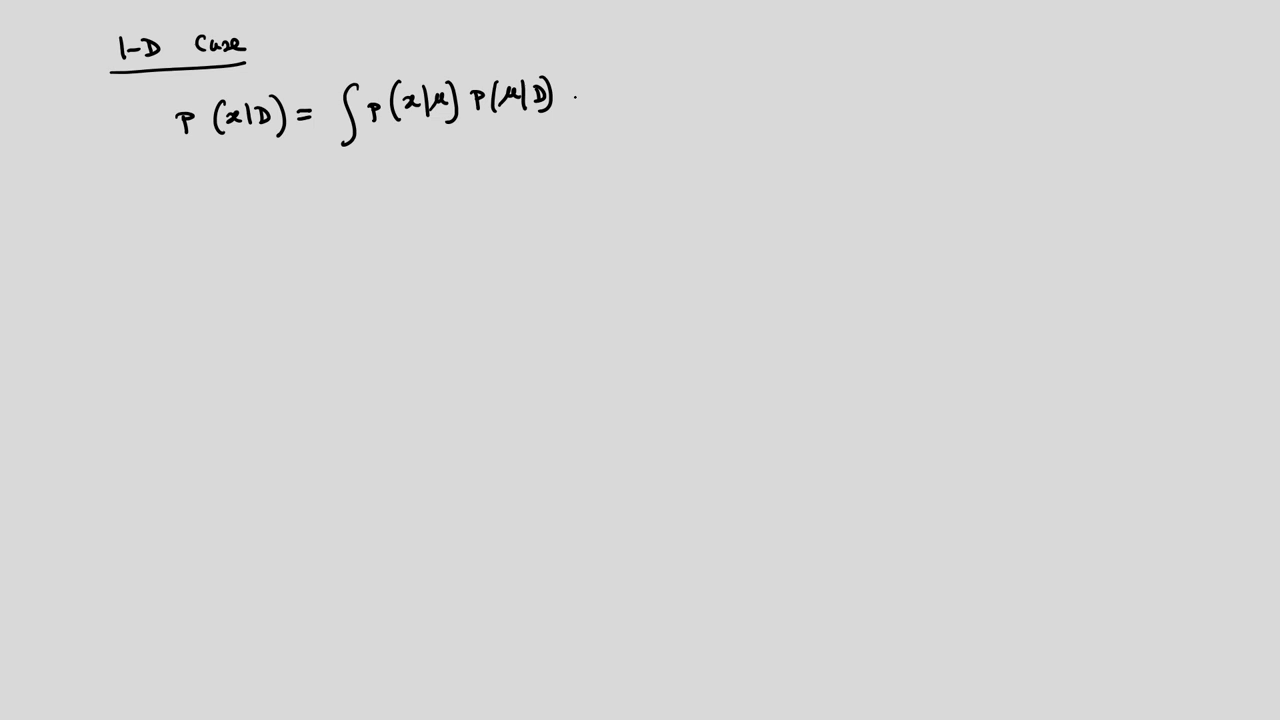 1-D Case
P(x|D) = ∫ P(x|μ) P(μ|D)